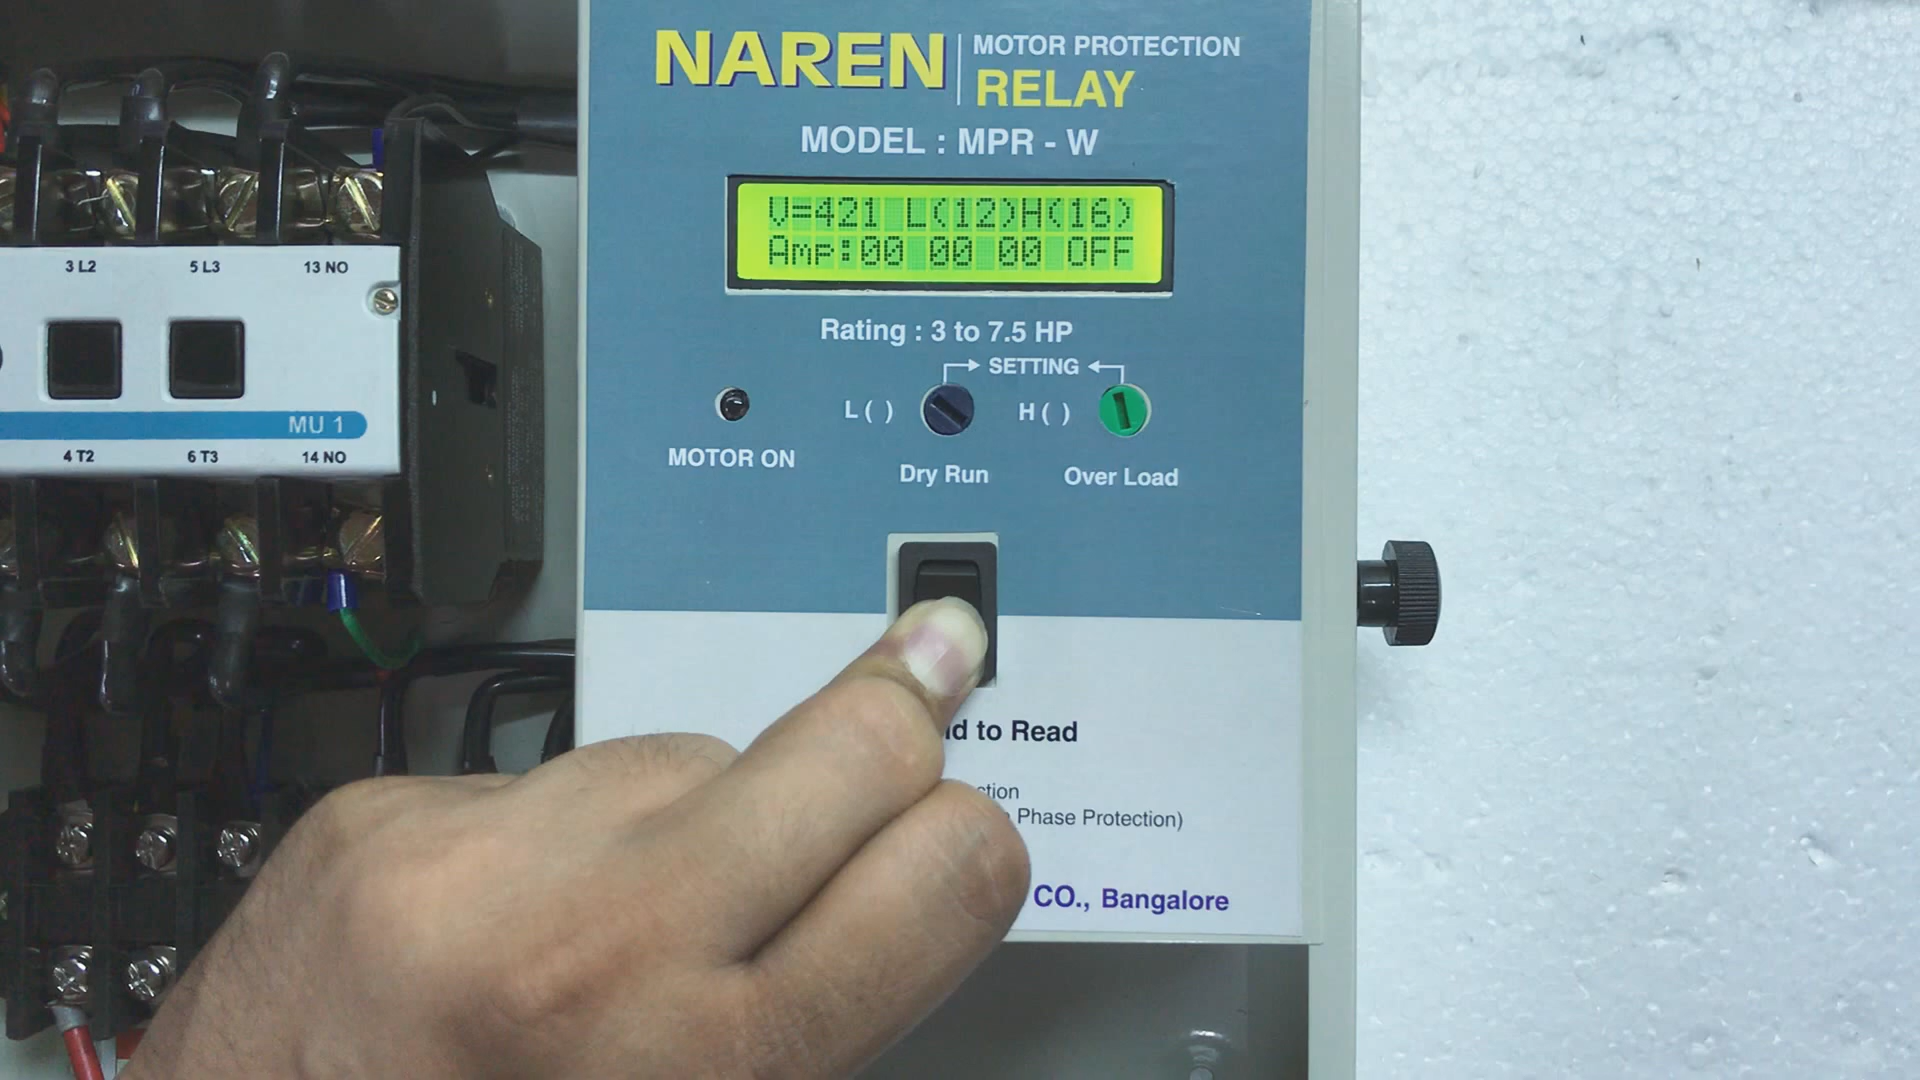 NAREN
MOTOR PROTECTION
RELAY
MODEL : MPR - W
V=421 L(12)H(16)
Amp:00 00 00 OFF
Rating : 3 to 7.5 HP
SETTING
L ( )
H ( )
MOTOR ON
Dry Run
Over Load
to Read
Phase Protection)
CO., Bangalore
3 L2
5 L3
13 NO
MU 1
4 T2
6 T3
14 NO